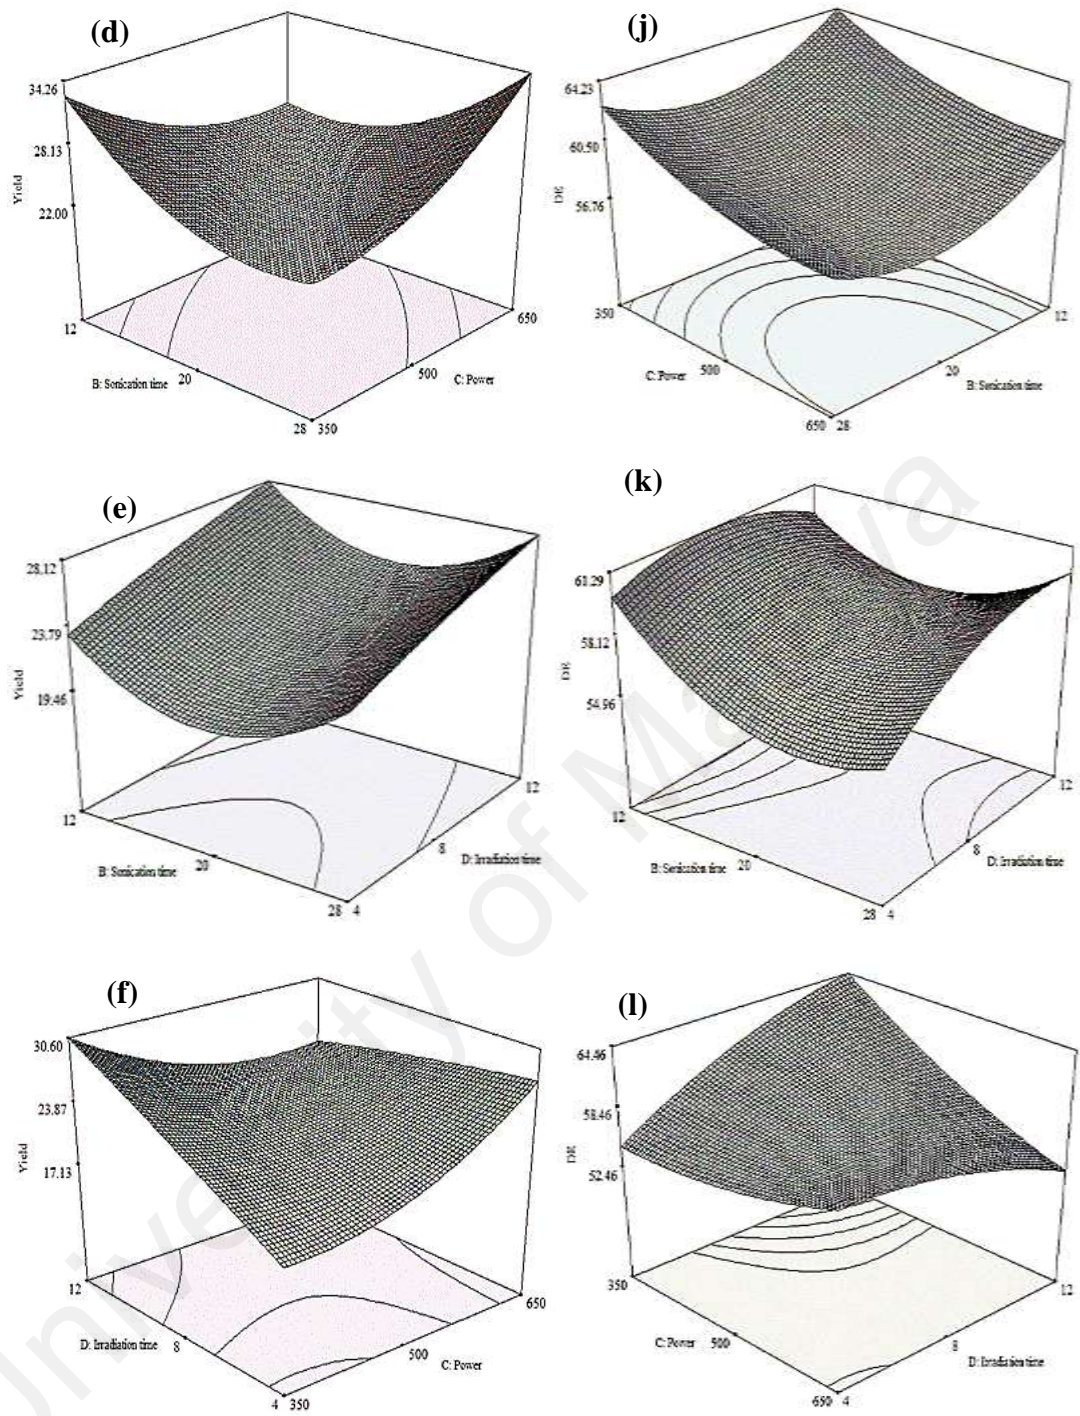 (d)
34.26
28.13
22.00
Yield
12
B: Sonication time
20
28
350
500
C: Power
650
(j)
64.23
60.50
56.76
DE
350
C: Power
500
650
28
20
B: Sonication time
12
(e)
28.12
23.79
19.46
Yield
12
B: Sonication time
20
28
4
8
D: Irradiation time
12
(k)
61.29
58.12
54.96
DE
12
B: Sonication time
20
28
4
8
D: Irradiation time
12
(f)
30.60
23.87
17.13
Yield
12
D: Irradiation time
8
4
350
500
C: Power
650
(l)
64.46
58.46
52.46
DE
350
C: Power
500
650
4
8
D: Irradiation time
12
University of Malaya